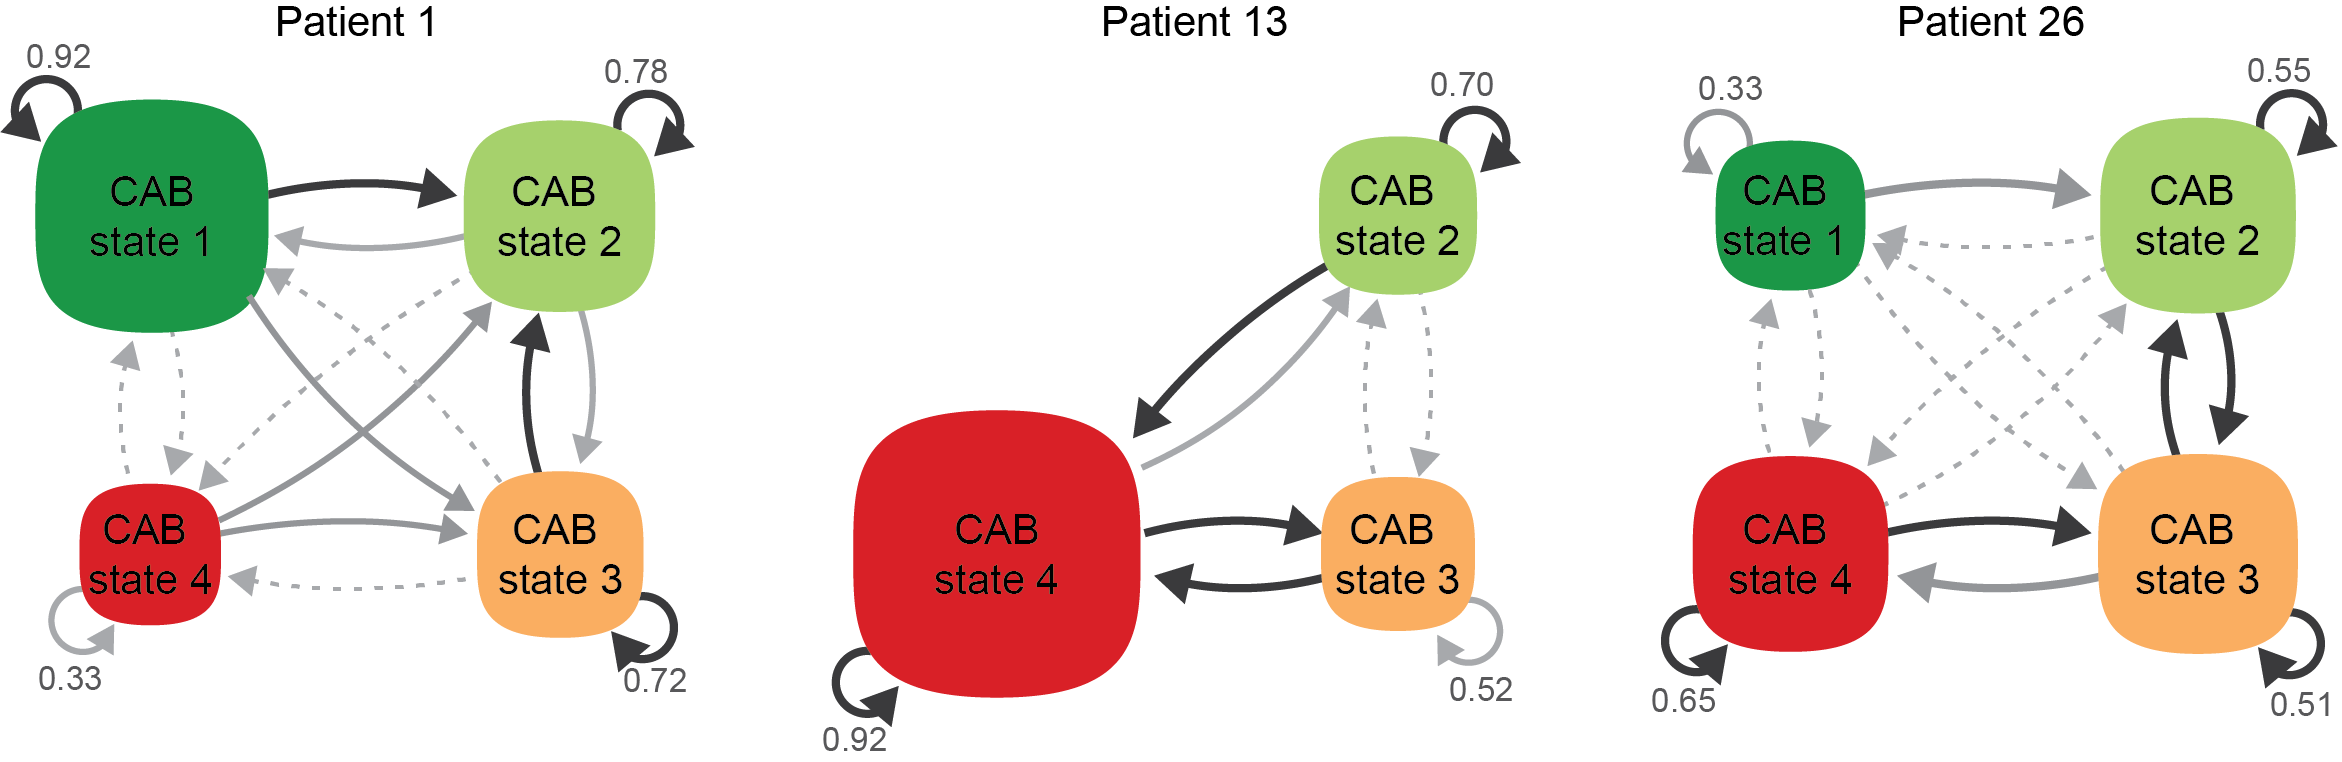 Patient 1
0.92
0.78
CAB
state 1
CAB
state 2
CAB
state 4
CAB
state 3
0.33
0.72
Patient 13
0.70
CAB
state 2
CAB
state 4
CAB
state 3
0.52
0.92
Patient 26
0.33
0.55
CAB
state 1
CAB
state 2
CAB
state 4
CAB
state 3
0.65
0.51